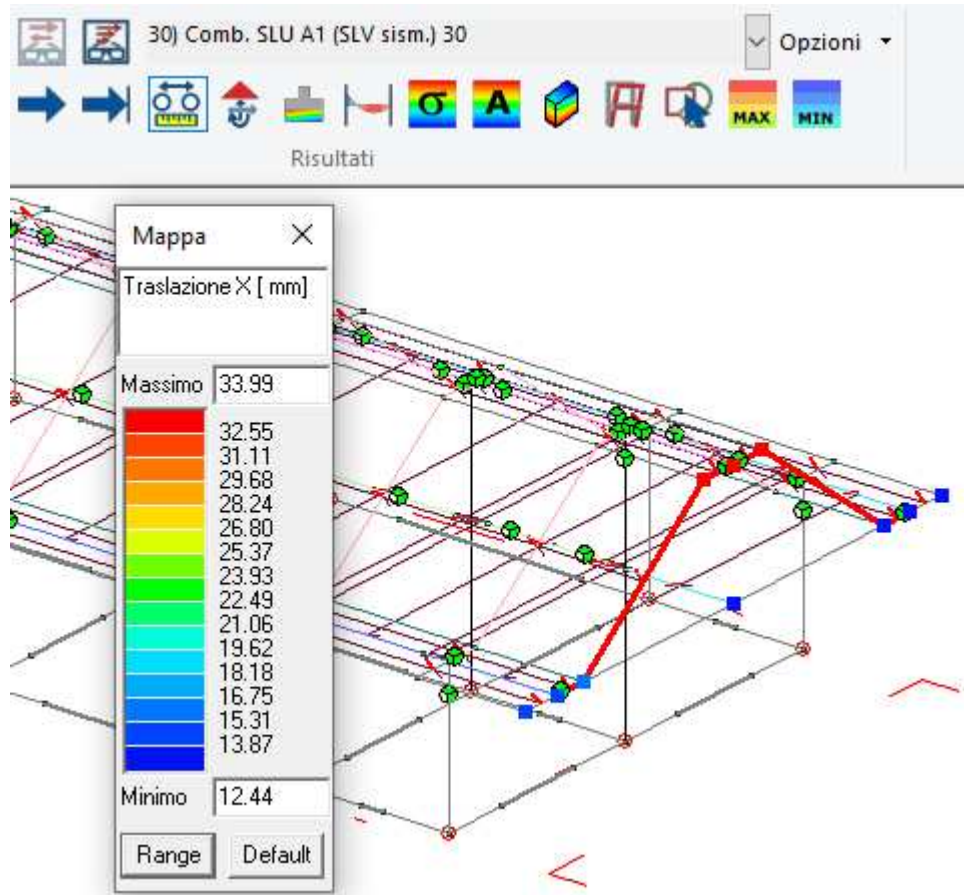 30) Comb. SLU A1 (SLV sism.) 30
Opzioni
σ
A
MAX
MIN
Risultati
Mappa
Traslazione X [ mm]
Massimo 33.99
32.55
31.11
29.68
28.24
26.80
25.37
23.93
22.49
21.06
19.62
18.18
16.75
15.31
13.87
Minimo 12.44
Range Default